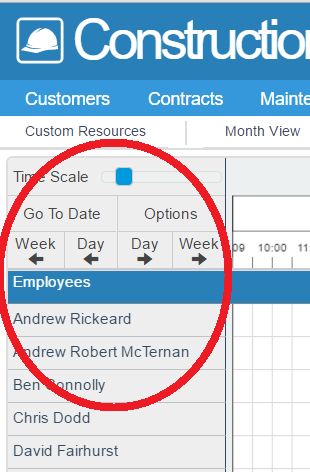 Construction
Customers Contracts Mainte
Custom Resources Month View
Time Scale
Go To Date Options
Week Day Day Week 09 10:00 11:
Employees
Andrew Rickeard
Andrew Robert McTernan
Ben Connolly
Chris Dodd
David Fairhurst